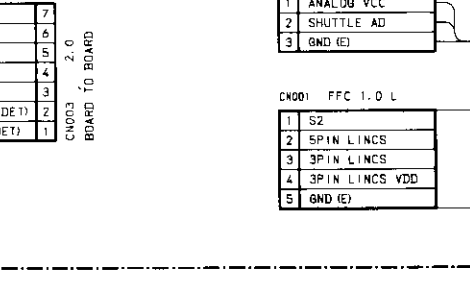 7
6
5
4
3
DET) 2
ET) 1
CN003 2.0
BOARD TO BOARD
1 ANALOG VCC
2 SHUTTLE AD
3 GND (E)
CN001 FFC 1.0 L
1 S2
2 5PIN LINCS
3 3PIN LINCS
4 3PIN LINCS VDD
5 GND (E)